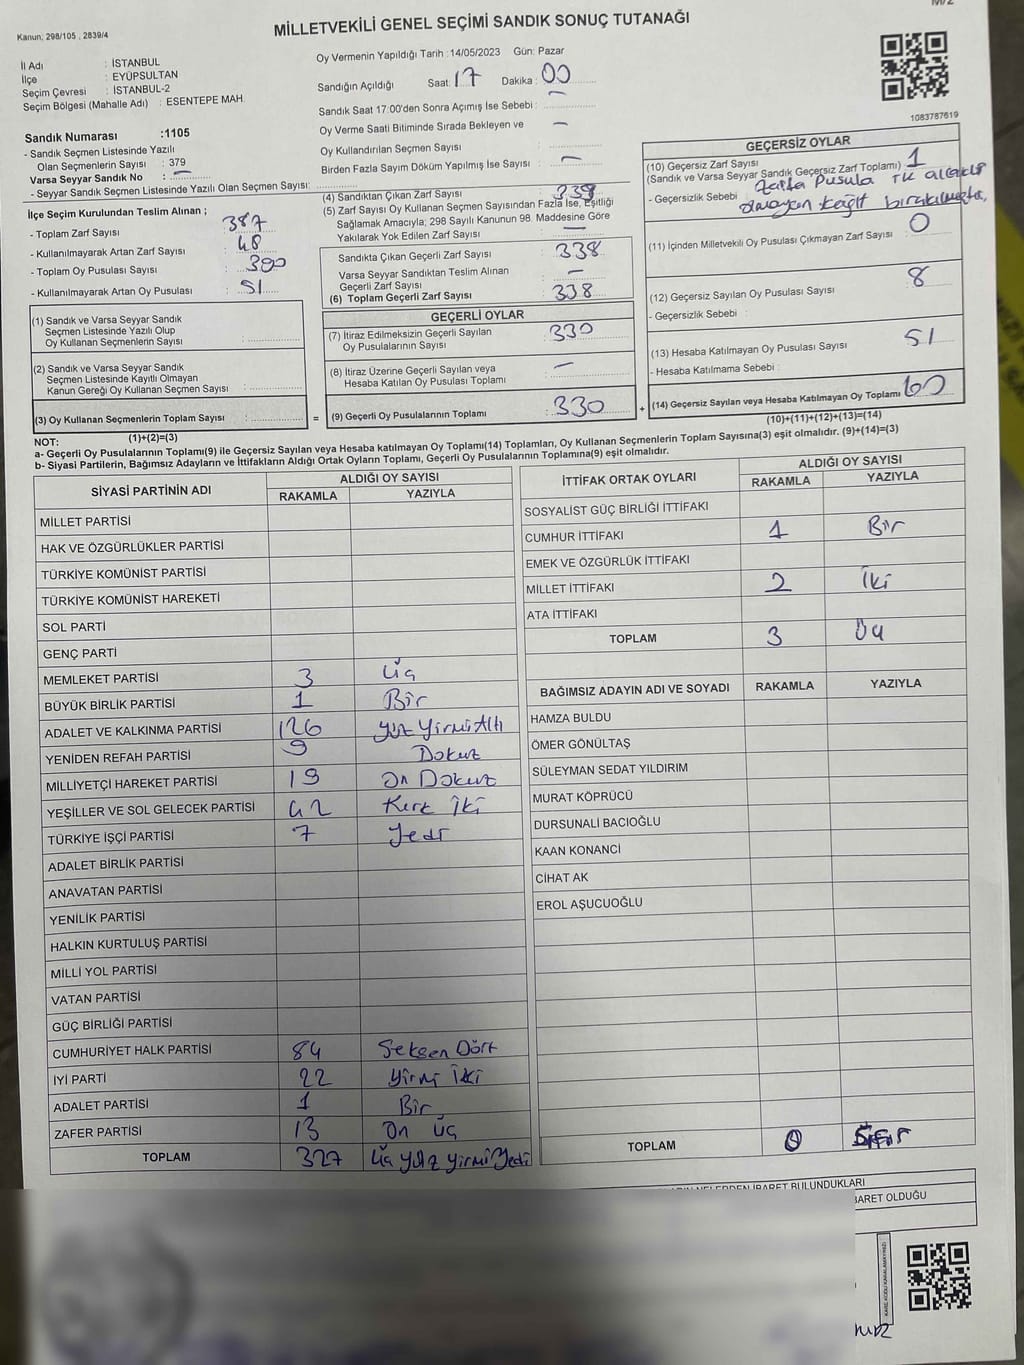 M/2
Kanun, 298/105 , 2839/4
MİLLETVEKİLİ GENEL SEÇİMİ SANDIK SONUÇ TUTANAĞI
İl Adı : İSTANBUL
İlçe : EYÜPSULTAN
Seçim Çevresi : İSTANBUL-2
Seçim Bölgesi (Mahalle Adı) : ESENTEPE MAH
Sandık Numarası :1105
- Sandık Seçmen Listesinde Yazılı
Olan Seçmenlerin Sayısı : 379
Varsa Seyyar Sandık No : —
- Seyyar Sandık Seçmen Listesinde Yazılı Olan Seçmen Sayısı:
Oy Vermenin Yapıldığı Tarih :14/05/2023 Gün: Pazar
Sandığın Açıldığı Saat: 17 Dakika : 00
Sandık Saat 17:00'den Sonra Açımış İse Sebebi : —
Oy Verme Saati Bitiminde Sırada Bekleyen ve
Oy Kullandırılan Seçmen Sayısı : —
Birden Fazla Sayım Döküm Yapılmış İse Sayısı : —
1083787619
İlçe Seçim Kurulundan Teslim Alınan ;
- Toplam Zarf Sayısı : 387
- Kullanılmayarak Artan Zarf Sayısı : 48
- Toplam Oy Pusulası Sayısı : 390
- Kullanılmayarak Artan Oy Pusulası : 51
(1) Sandık ve Varsa Seyyar Sandık
Seçmen Listesinde Yazılı Olup
Oy Kullanan Seçmenlerin Sayısı :
(2) Sandık ve Varsa Seyyar Sandık
Seçmen Listesinde Kayıtlı Olmayan
Kanun Gereği Oy Kullanan Seçmen Sayısı :
(3) Oy Kullanan Seçmenlerin Toplam Sayısı : =
(1)+(2)=(3)
(4) Sandıktan Çıkan Zarf Sayısı : 339
(5) Zarf Sayısı Oy Kullanan Seçmen Sayısından Fazla İse, Eşitliği
Sağlamak Amacıyla; 298 Sayılı Kanunun 98. Maddesine Göre
Yakılarak Yok Edilen Zarf Sayısı : —
Sandıkta Çıkan Geçerli Zarf Sayısı : 338
Varsa Seyyar Sandıktan Teslim Alınan
Geçerli Zarf Sayısı : —
(6) Toplam Geçerli Zarf Sayısı : 338
GEÇERLİ OYLAR
(7) İtiraz Edilmeksizin Geçerli Sayılan
Oy Pusulalarının Sayısı : 330
(8) İtiraz Üzerine Geçerli Sayılan veya
Hesaba Katılan Oy Pusulası Toplamı : —
(9) Geçerli Oy Pusulalarının Toplamı : 330 +
GEÇERSİZ OYLAR
(10) Geçersiz Zarf Sayısı
(Sandık ve Varsa Seyyar Sandık Geçersiz Zarf Toplamı) : 1
- Geçersizlik Sebebi : Zarfta Pusula
olmayan kağıt bırakılmıştır.
(11) İçinden Milletvekili Oy Pusulası Çıkmayan Zarf Sayısı : 0
(12) Geçersiz Sayılan Oy Pusulası Sayısı : 8
- Geçersizlik Sebebi :
(13) Hesaba Katılmayan Oy Pusulası Sayısı : 51
- Hesaba Katılmama Sebebi :
(14) Geçersiz Sayılan veya Hesaba Katılmayan Oy Toplamı : 60
(10)+(11)+(12)+(13)=(14)
NOT:
a- Geçerli Oy Pusulalarının Toplamı(9) ile Geçersiz Sayılan veya Hesaba katılmayan Oy Toplamı(14) Toplamları, Oy Kullanan Seçmenlerin Toplam Sayısına(3) eşit olmalıdır. (9)+(14)=(3)
b- Siyasi Partilerin, Bağımsız Adayların ve İttifakların Aldığı Ortak Oyların Toplamı, Geçerli Oy Pusulalarının Toplamına(9) eşit olmalıdır.
SİYASİ PARTİNİN ADI ALDIĞI OY SAYISI
RAKAMLA YAZIYLA
MİLLET PARTİSİ
HAK VE ÖZGÜRLÜKLER PARTİSİ
TÜRKİYE KOMÜNİST PARTİSİ
TÜRKİYE KOMÜNİST HAREKETİ
SOL PARTİ
GENÇ PARTİ
MEMLEKET PARTİSİ 3 Üç
BÜYÜK BİRLİK PARTİSİ 1 Bir
ADALET VE KALKINMA PARTİSİ 126 Yüz Yirmi Altı
YENİDEN REFAH PARTİSİ 9 Dokuz
MİLLİYETÇİ HAREKET PARTİSİ 19 On Dokuz
YEŞİLLER VE SOL GELECEK PARTİSİ 42 Kırk İki
TÜRKİYE İŞÇİ PARTİSİ 7 Yedi
ADALET BİRLİK PARTİSİ
ANAVATAN PARTİSİ
YENİLİK PARTİSİ
HALKIN KURTULUŞ PARTİSİ
MİLLİ YOL PARTİSİ
VATAN PARTİSİ
GÜÇ BİRLİĞİ PARTİSİ
CUMHURİYET HALK PARTİSİ 84 Seksen Dört
İYİ PARTİ 22 Yirmi İki
ADALET PARTİSİ 1 Bir
ZAFER PARTİSİ 13 On Üç
TOPLAM 327 Üç Yüz Yirmi Yedi
İTTİFAK ORTAK OYLARI ALDIĞI OY SAYISI
RAKAMLA YAZIYLA
SOSYALİST GÜÇ BİRLİĞİ İTTİFAKI
CUMHUR İTTİFAKI 1 Bir
EMEK VE ÖZGÜRLÜK İTTİFAKI
MİLLET İTTİFAKI 2 İki
ATA İTTİFAKI
TOPLAM 3 Üç
BAĞIMSIZ ADAYIN ADI VE SOYADI RAKAMLA YAZIYLA
HAMZA BULDU
ÖMER GÖNÜLTAŞ
SÜLEYMAN SEDAT YILDIRIM
MURAT KÖPRÜCÜ
DURSUNALİ BACIOĞLU
KAAN KONANCİ
CİHAT AK
EROL AŞUCUOĞLU
TOPLAM 0 Sıfır
NELERDEN İBARET BULUNDUKLARI
BARET OLDUĞU